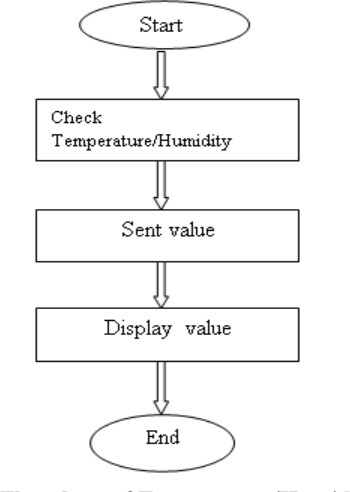 Start
Check
Temperature/Humidity
Sent value
Display value
End